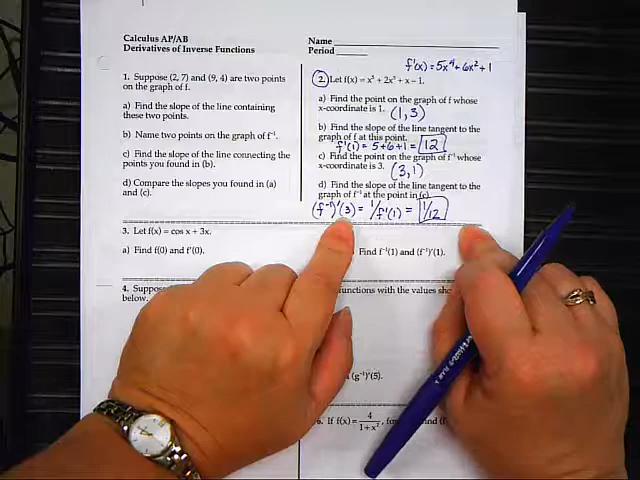 Calculus AP/AB
Derivatives of Inverse Functions
Name
Period
1. Suppose (2, 7) and (9, 4) are two points
on the graph of f.
a) Find the slope of the line containing
these two points.
b) Name two points on the graph of f⁻¹.
c) Find the slope of the line connecting the
points you found in (b).
d) Compare the slopes you found in (a)
and (c).
f'(x) = 5x⁴ + 6x² + 1
2. Let f(x) = x⁵ + 2x³ + x – 1.
a) Find the point on the graph of f whose
x-coordinate is 1. (1, 3)
b) Find the slope of the line tangent to the
graph of f at this point.
f'(1) = 5 + 6 + 1 = 12
c) Find the point on the graph of f⁻¹ whose
x-coordinate is 3. (3, 1)
d) Find the slope of the line tangent to the
graph of f⁻¹ at the point in (c).
(f⁻¹)'(3) = 1/f'(1) = 1/12
3. Let f(x) = cos x + 3x.
a) Find f(0) and f'(0).
Find f⁻¹(1) and (f⁻¹)'(1).
4. functions with the values
below.
(g⁻¹)'(5).
6. If f(x) = 4/(1+x²),